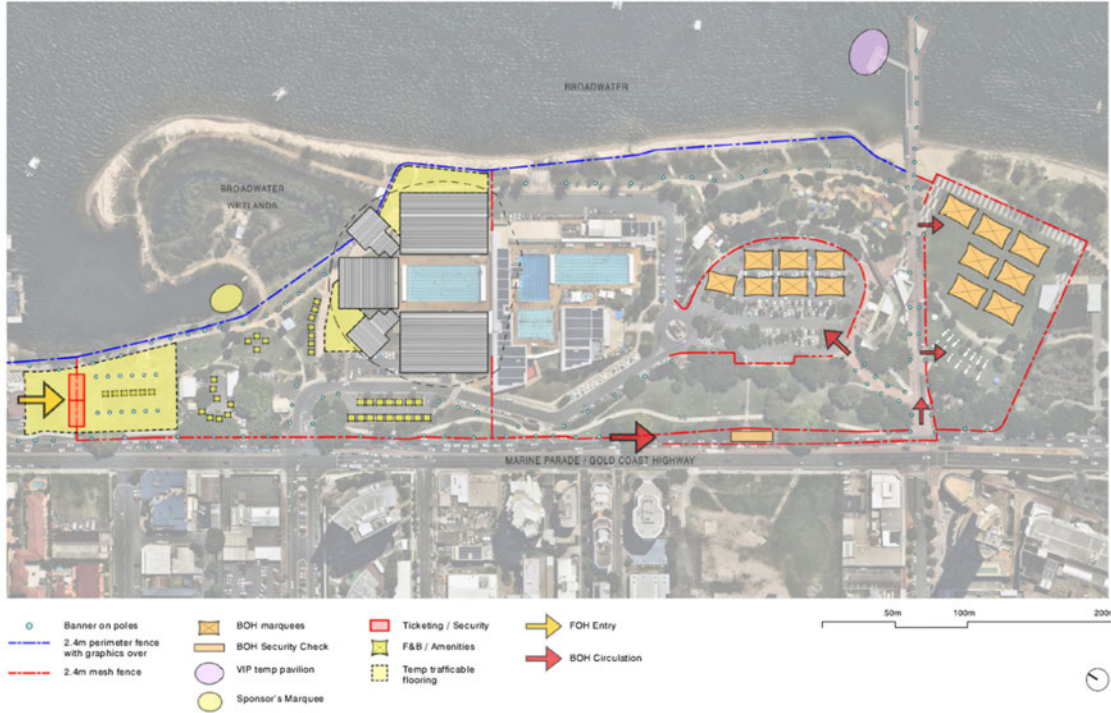 BROADWATER
BROADWATER
WETLANDS
MARINE PARADE / GOLD COAST HIGHWAY
Banner on poles
2.4m perimeter fence
with graphics over
2.4m mesh fence
BOH marquees
BOH Security Check
VIP temp pavilion
Sponsor's Marquee
Ticketing / Security
F&B / Amenities
Temp trafficable
flooring
FOH Entry
BOH Circulation
50m 100m 200m